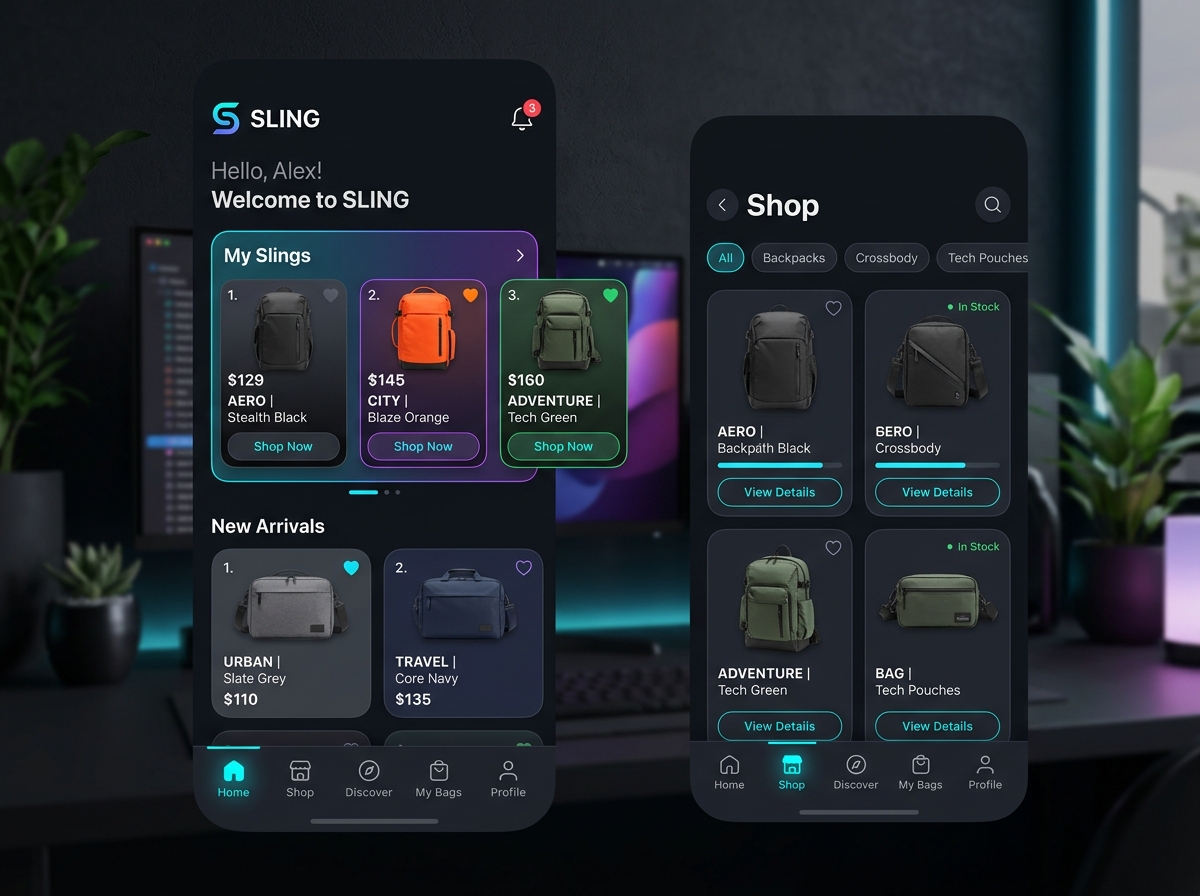 SLING
3
Hello, Alex!
Welcome to SLING
My Slings
1.
$129
AERO |
Stealth Black
Shop Now
2.
$145
CITY |
Blaze Orange
Shop Now
3.
$160
ADVENTURE |
Tech Green
Shop Now
New Arrivals
1.
URBAN |
Slate Grey
$110
2.
TRAVEL |
Core Navy
$135
Home
Shop
Discover
My Bags
Profile
Shop
All
Backpacks
Crossbody
Tech Pouches
AERO |
Backpáth Black
View Details
In Stock
BERO |
Crossbody
View Details
ADVENTURE |
Tech Green
View Details
In Stock
BAG |
Tech Pouches
View Details
Home
Shop
Discover
My Bags
Profile